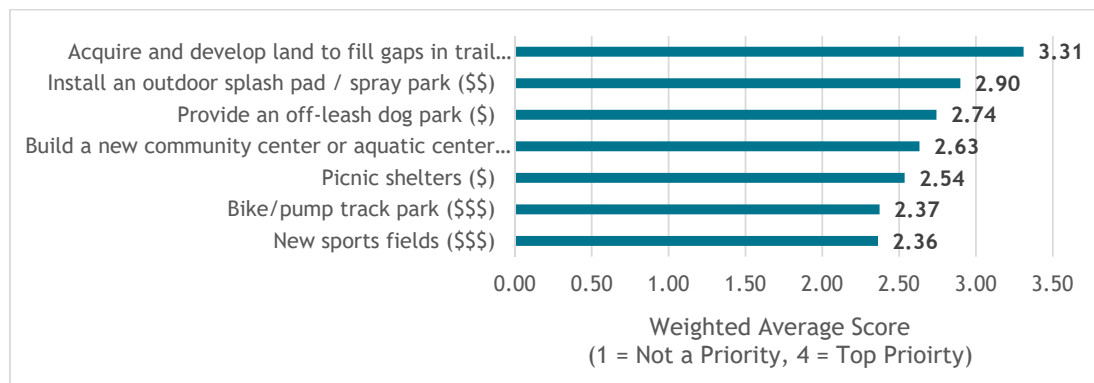 Acquire and develop land to fill gaps in trail… 3.31
Install an outdoor splash pad / spray park ($$) 2.90
Provide an off-leash dog park ($) 2.74
Build a new community center or aquatic center… 2.63
Picnic shelters ($) 2.54
Bike/pump track park ($$$) 2.37
New sports fields ($$$) 2.36
0.00 0.50 1.00 1.50 2.00 2.50 3.00 3.50
Weighted Average Score
(1 = Not a Priority, 4 = Top Prioirty)